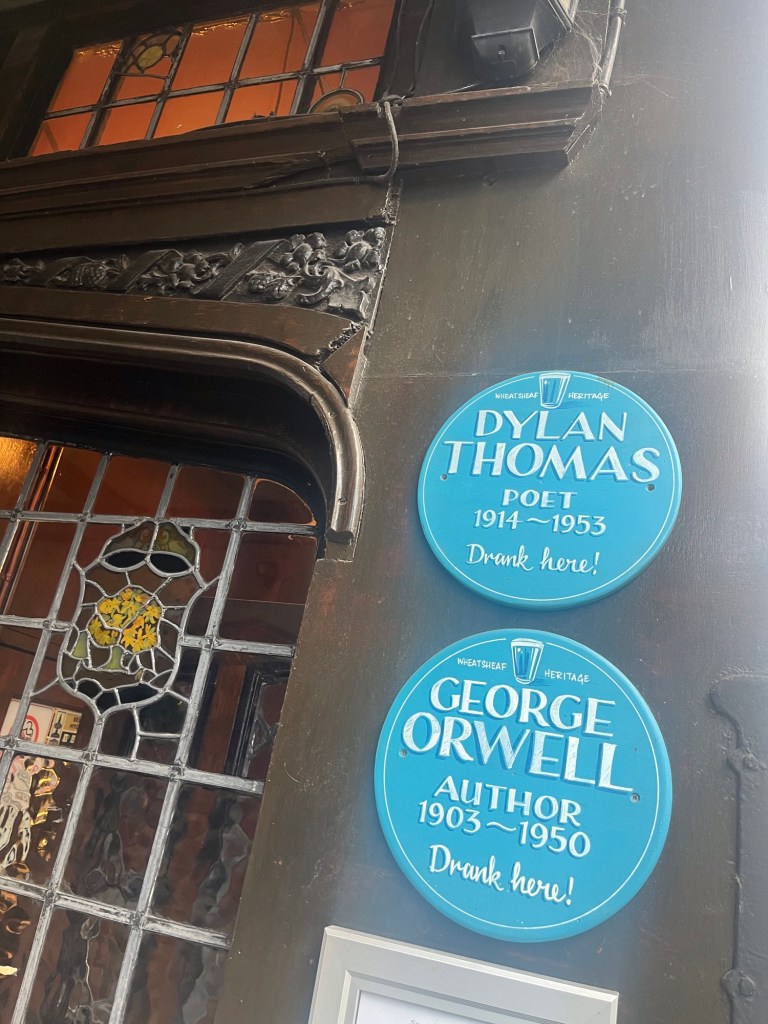 WHEATSHEAF HERITAGE
DYLAN
THOMAS
POET
1914~1953
Drank here!
WHEATSHEAF HERITAGE
GEORGE
ORWELL
AUTHOR
1903~1950
Drank here!